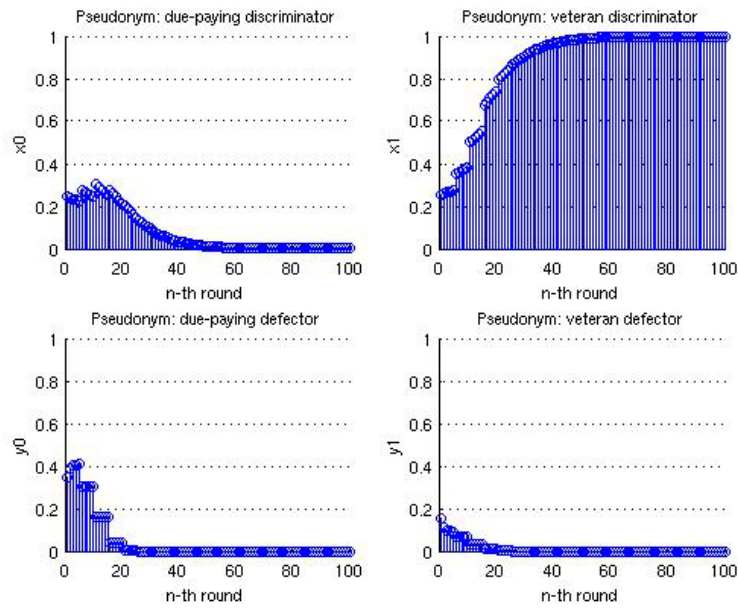 Pseudonym: due-paying discriminator
1
0.8
0.6
0.4
0.2
0
x0
0 20 40 60 80 100
n-th round
Pseudonym: veteran discriminator
1
0.8
0.6
0.4
0.2
0
x1
0 20 40 60 80 100
n-th round
Pseudonym: due-paying defector
1
0.8
0.6
0.4
0.2
0
y0
0 20 40 60 80 100
n-th round
Pseudonym: veteran defector
1
0.8
0.6
0.4
0.2
0
y1
0 20 40 60 80 100
n-th round